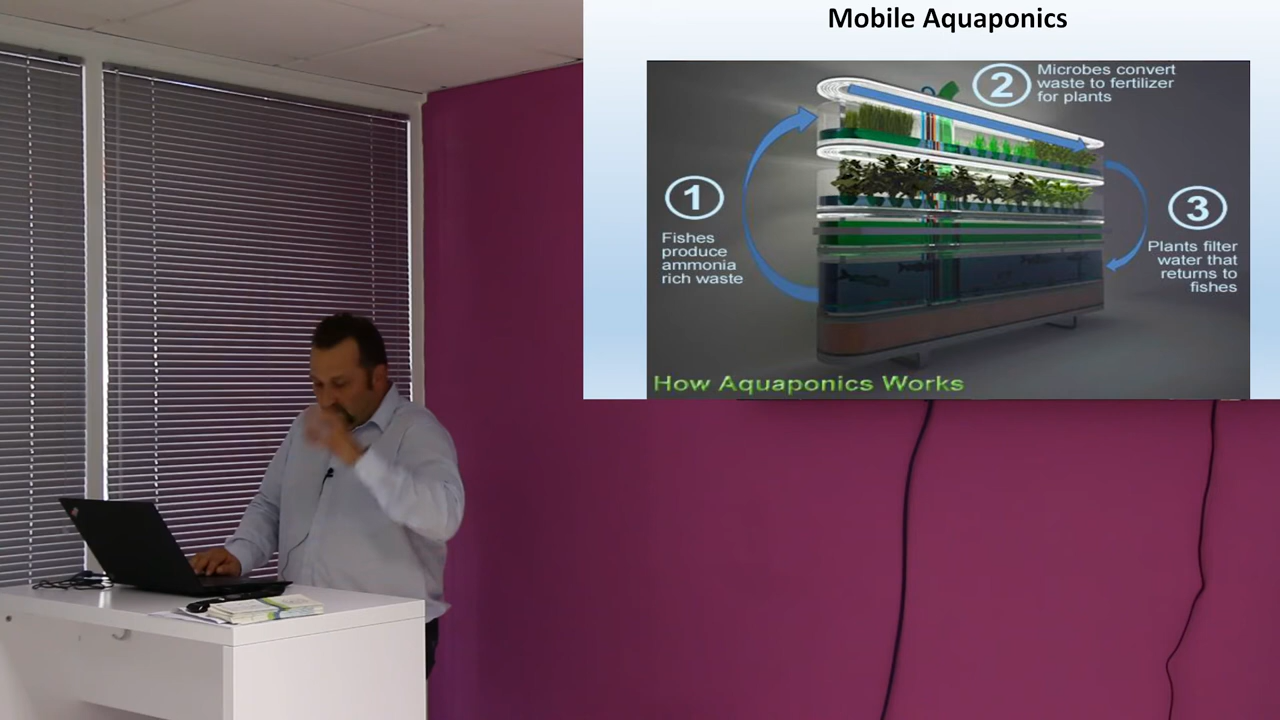 Mobile Aquaponics
1
Fishes
produce
ammonia
rich waste
2
Microbes convert
waste to fertilizer
for plants
3
Plants filter
water that
returns to
fishes
How Aquaponics Works